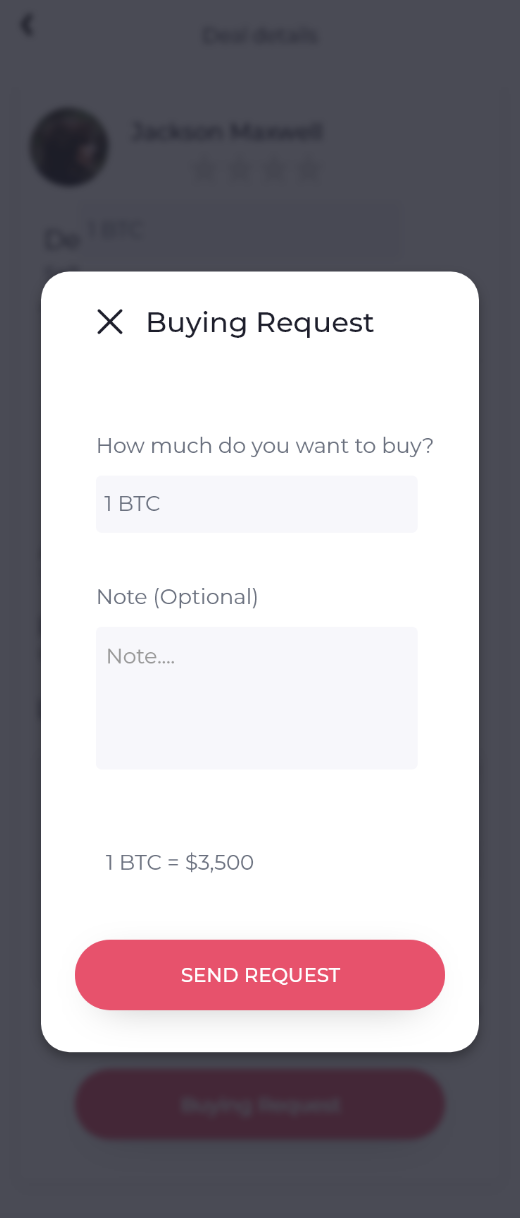 Deal details
Jackson Maxwell
De
1 BTC
Buying Request
How much do you want to buy?
1 BTC
Note (Optional)
Note....
1 BTC = $3,500
SEND REQUEST
Buying Request